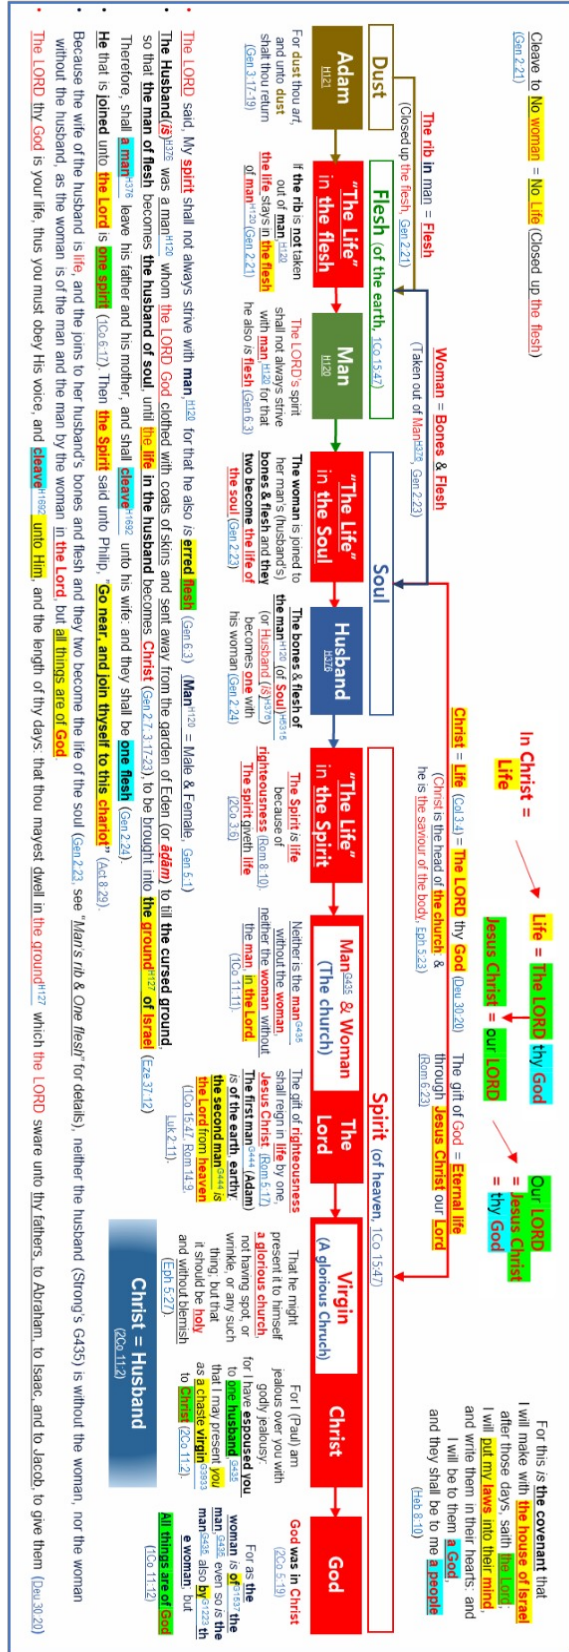 Cleave to No woman = No Life (Closed up the flesh)
(Gen 2:21)
In Christ =
Life
Life = The LORD thy God
Jesus Christ = our LORD
Our LORD
= Jesus Christ
= thy God
For this is the covenant that
I will make with the house of Israel
after those days, saith the Lord;
I will put my laws into their mind,
and write them in their hearts: and
I will be to them a God,
and they shall be to me a people
(Heb 8:10)
The rib in man = Flesh
(Closed up the flesh, Gen 2:21)
Woman = Bones & Flesh
(Taken out of ManH376, Gen 2:23)
Christ = Life (Col 3:4) = The LORD thy God (Deu 30:20)
(Christ is the head of the church &
he is the saviour of the body, Eph 5:23)
The gift of God = Eternal life
through Jesus Christ our Lord
(Rom 6:23)
Dust
Flesh (of the earth, 1Co 15:47)
Soul
Spirit (of heaven, 1Co 15:47)
Adam
H121
"The Life"
in the flesh
Man
H120
"The Life"
in the Soul
Husband
H376
"The Life"
in the Spirit
ManG435 & Woman
(The church)
The
Lord
Virgin
(A glorious Chruch)
Christ
God
For dust thou art,
and unto dust
shalt thou return
(Gen 3:17-19)
If the rib is not taken
out of man,H120
the life stays in the flesh
of manH120 (Gen 2:21)
The LORD's spirit
shall not always strive
with man,H120 for that
he also is flesh (Gen 6:3)
The woman is joined to
her man's (husband's)
bones & flesh and they
two become the life of
the soul (Gen 2:23)
The bones & flesh of
the manH120 (of Soul)H5315
(or Husband (is)H376)
becomes one with
his woman (Gen 2:24)
The Spirit is life
because of
righteousness (Rom 8:10).
The spirit giveth life
(2Co 3:6)
Neither is the manG435
without the woman,
neither the woman without
the man, in the Lord.
(1Co 11:11).
The gift of righteousness
shall reign in life by one,
Jesus Christ (Rom 5:17)
The first manG444 (Adam)
is of the earth, earthy:
the second manG444 is
the Lord from heaven
(1Co 15:47, Rom 14:9,
Luk 2:11).
That he might
present it to himself
a glorious church,
not having spot, or
wrinkle, or any such
thing; but that
it should be holy
and without blemish
(Eph 5:27).
For I (Paul) am
jealous over you with
godly jealousy:
for I have espoused you
to one husband,G435
that I may present you
as a chaste virginG3933
to Christ (2Co 11:2)
God was in Christ
(2Co 5:19)
For as the
woman is ofG1537 the
man,G435 even so is the
manG435 also byG1223 th
e woman; but
All things are of God
(1Co 11:12)
Christ = Husband
(2Co 11:2)
• The LORD said, My spirit shall not always strive with man,H120 for that he also is erred flesh (Gen 6:3) (ManH120 = Male & Female, Gen 5:1)
The Husband(is)H376 was a manH120 whom the LORD God clothed with coats of skins and sent away from the garden of Eden (or ādām) to till the cursed ground,
so that the man of flesh becomes the husband of soul, until the life in the husband becomes Christ (Gen 2:7, 3:17-23), to be brought into the groundH127 of Israel (Eze 37:12)
Therefore, shall a manH376 leave his father and his mother, and shall cleaveH1692 unto his wife: and they shall be one flesh (Gen 2:24).
• He that is joined unto the Lord is one spirit (1Co 6:17). Then the Spirit said unto Philip, "Go near, and join thyself to this chariot" (Act 8:29).
• Because the wife of the husband is life, and the joins to her husband's bones and flesh and they two become the life of the soul (Gen 2:23, see "Man's rib & One flesh" for details), neither the husband (Strong's G435) is without the woman, nor the woman
without the husband, as the woman is of the man and the man by the woman in the Lord, but all things are of God.
• The LORD thy God is your life, thus you must obey His voice, and cleaveH1692 unto Him, and the length of thy days: that thou mayest dwell in the groundH127 which the LORD sware unto thy fathers, to Abraham, to Isaac, and to Jacob, to give them (Deu 30:20)